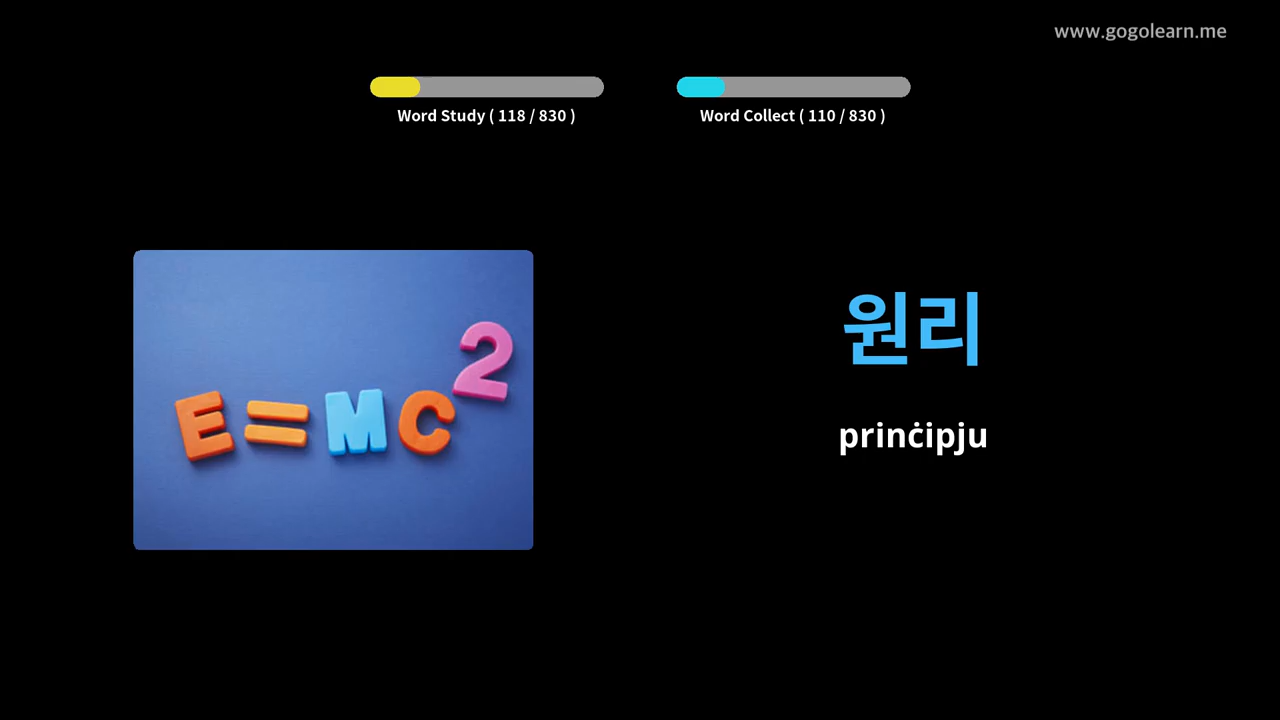 www.gogolearn.me
Word Study ( 118 / 830 )
Word Collect ( 110 / 830 )
E=MC2
원리
prinċipju